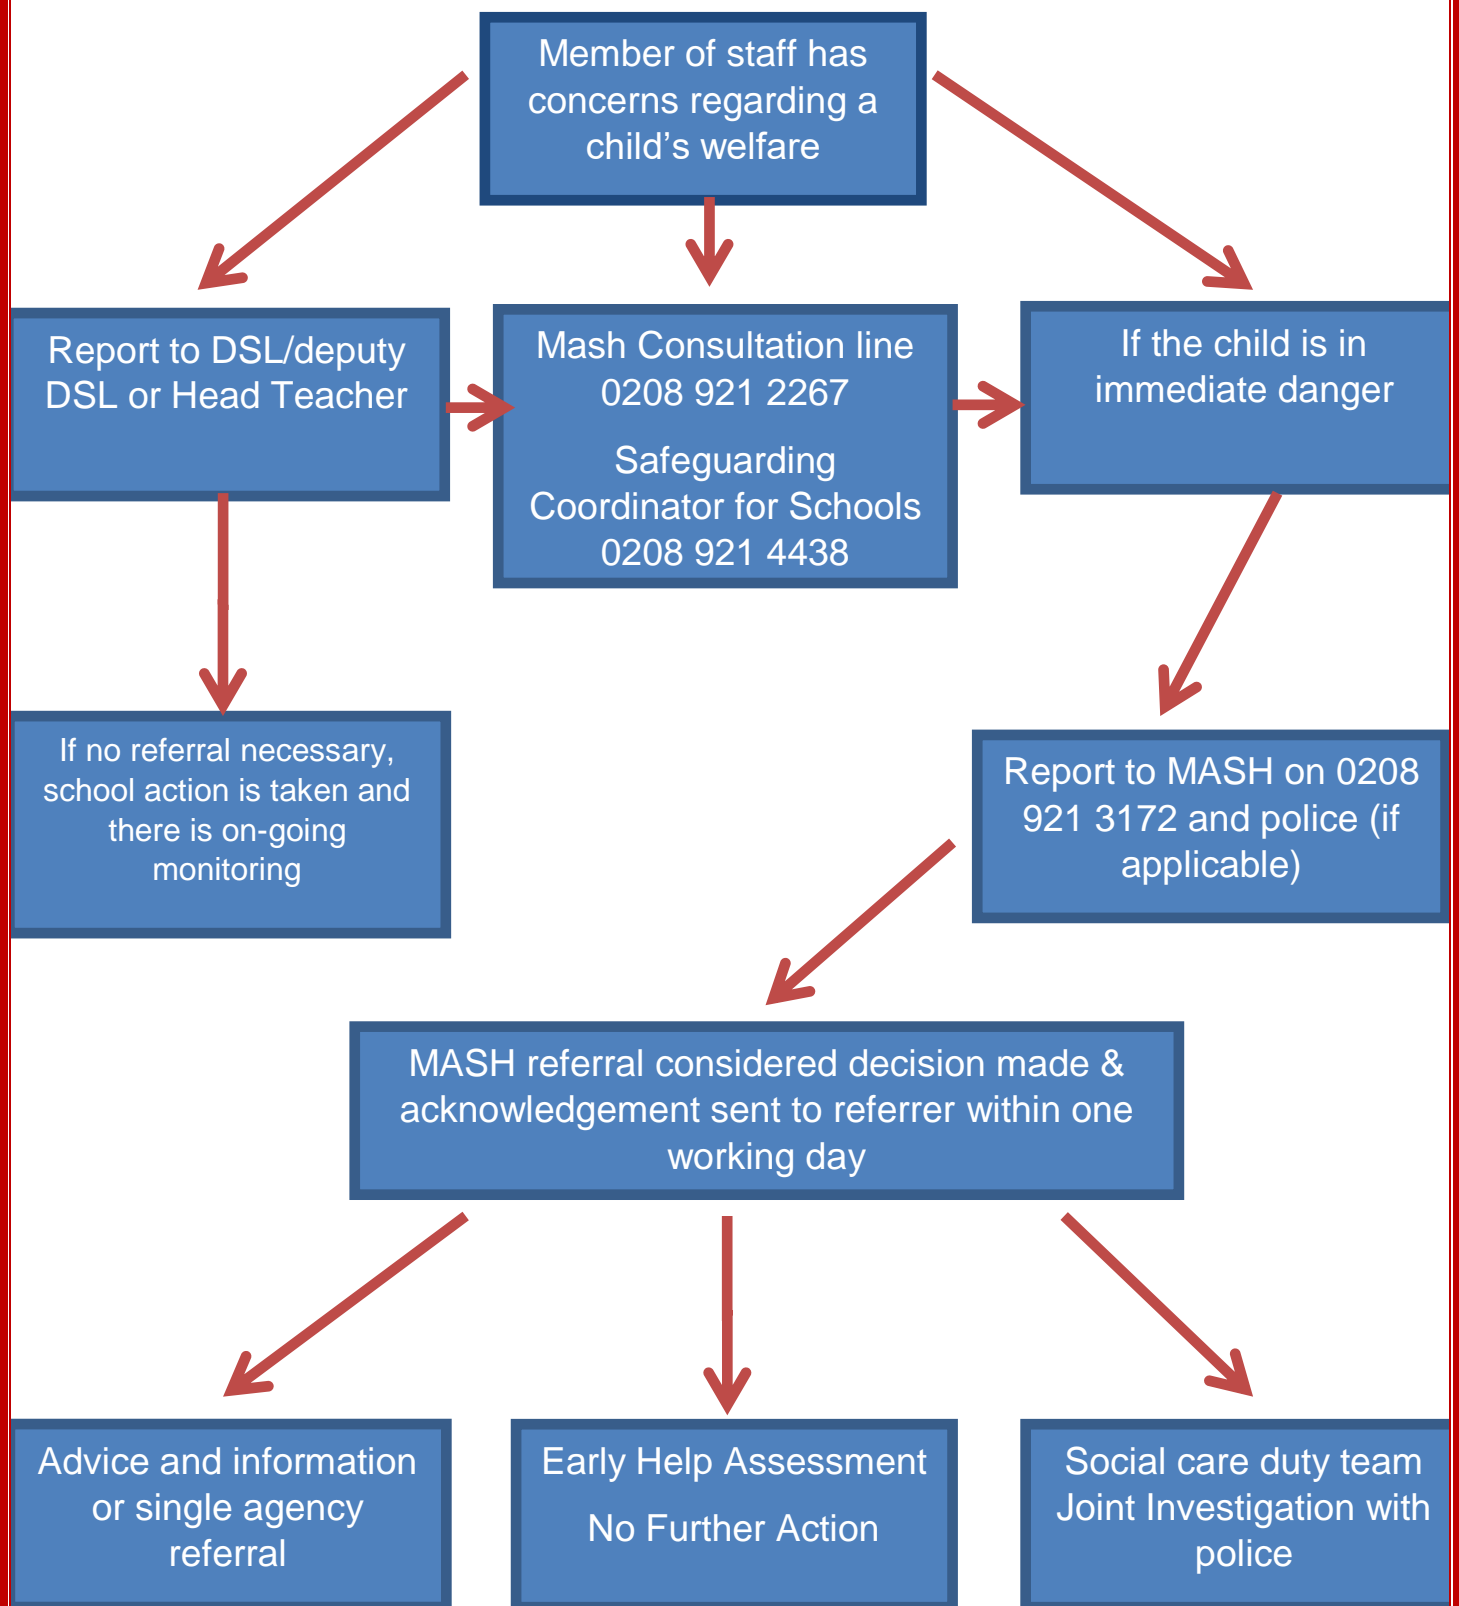 Member of staff has
concerns regarding a
child’s welfare
Report to DSL/deputy
DSL or Head Teacher
Mash Consultation line
0208 921 2267
Safeguarding
Coordinator for Schools
0208 921 4438
If the child is in
immediate danger
If no referral necessary,
school action is taken and
there is on-going
monitoring
Report to MASH on 0208
921 3172 and police (if
applicable)
MASH referral considered decision made &
acknowledgement sent to referrer within one
working day
Advice and information
or single agency
referral
Early Help Assessment
No Further Action
Social care duty team
Joint Investigation with
police